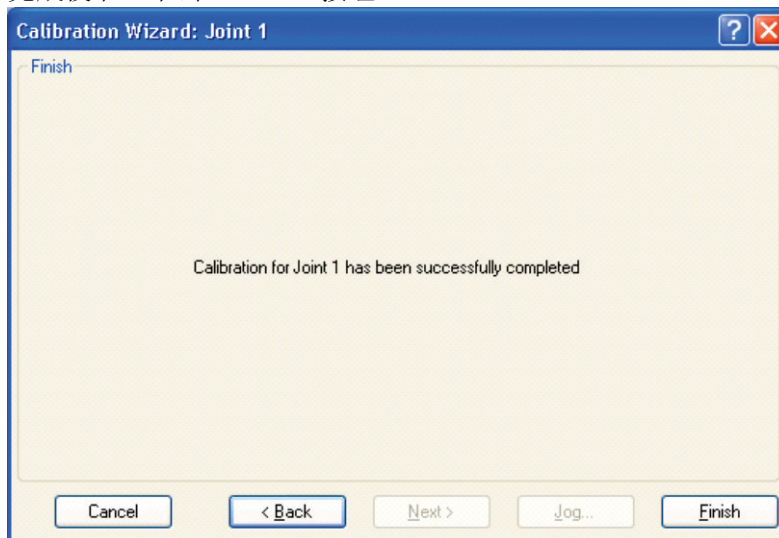 Calibration Wizard: Joint 1
Finish
Calibration for Joint 1 has been successfully completed
Cancel
< Back
Next >
Jog...
Finish